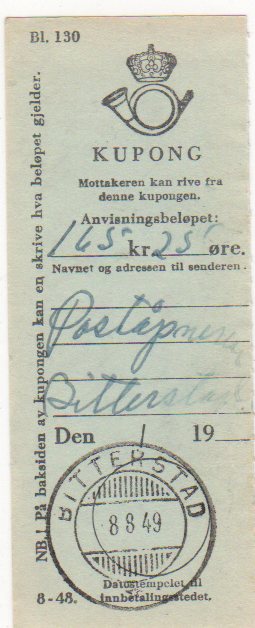 Bl. 130
KUPONG
Mottakeren kan rive fra
denne kupongen.
Anvisningsbeløpet:
165 kr. 25 øre.
Navnet og adressen til senderen
Poståpneren
Bitterstad
Den 1 19
BITTERSTAD
8 8 49
Datostempelet til
innbetalingsstedet.
8-48.
NB! På baksiden av kupongen kan en skrive hva beløpet gjelder.